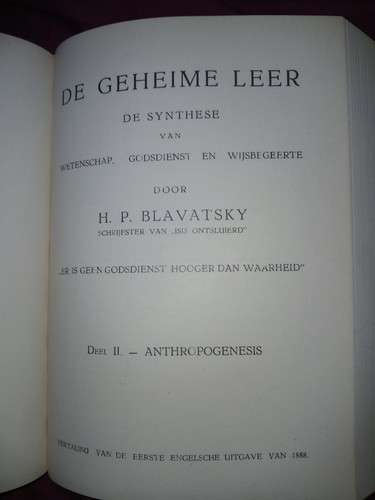 DE GEHEIME LEER
DE SYNTHESE
VAN
WETENSCHAP, GODSDIENST EN WIJSBEGEERTE
DOOR
H. P. BLAVATSKY
SCHRIJFSTER VAN „ISIS ONTSLUIERD"
„ER IS GEEN GODSDIENST HOOGER DAN WAARHEID"
DEEL II. — ANTHROPOGENESIS
VERTALING VAN DE EERSTE ENGELSCHE UITGAVE VAN 1888.